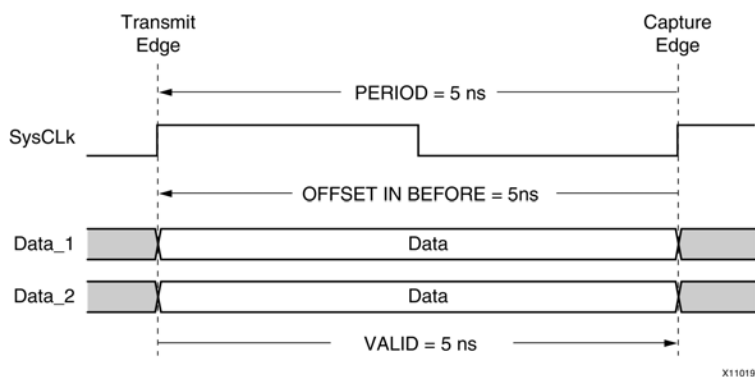 Transmit
Edge
Capture
Edge
PERIOD = 5 ns
SysCLk
OFFSET IN BEFORE = 5ns
Data_1
Data
Data_2
Data
VALID = 5 ns
X11019